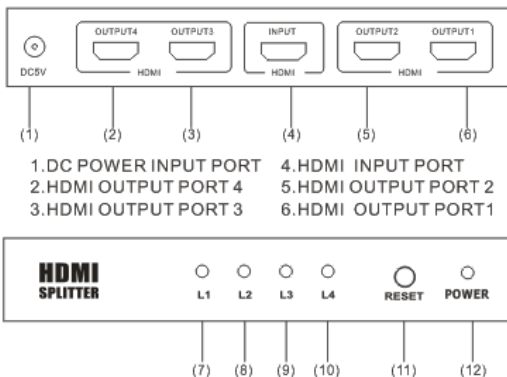 OUTPUT4 OUTPUT3 INPUT OUTPUT2 OUTPUT1
DC5V HDMI HDMI HDMI
(1) (2) (3) (4) (5) (6)
1.DC POWER INPUT PORT 4.HDMI INPUT PORT
2.HDMI OUTPUT PORT 4 5.HDMI OUTPUT PORT 2
3.HDMI OUTPUT PORT 3 6.HDMI OUTPUT PORT1
HDMI
SPLITTER
L1 L2 L3 L4 RESET POWER
(7) (8) (9) (10) (11) (12)